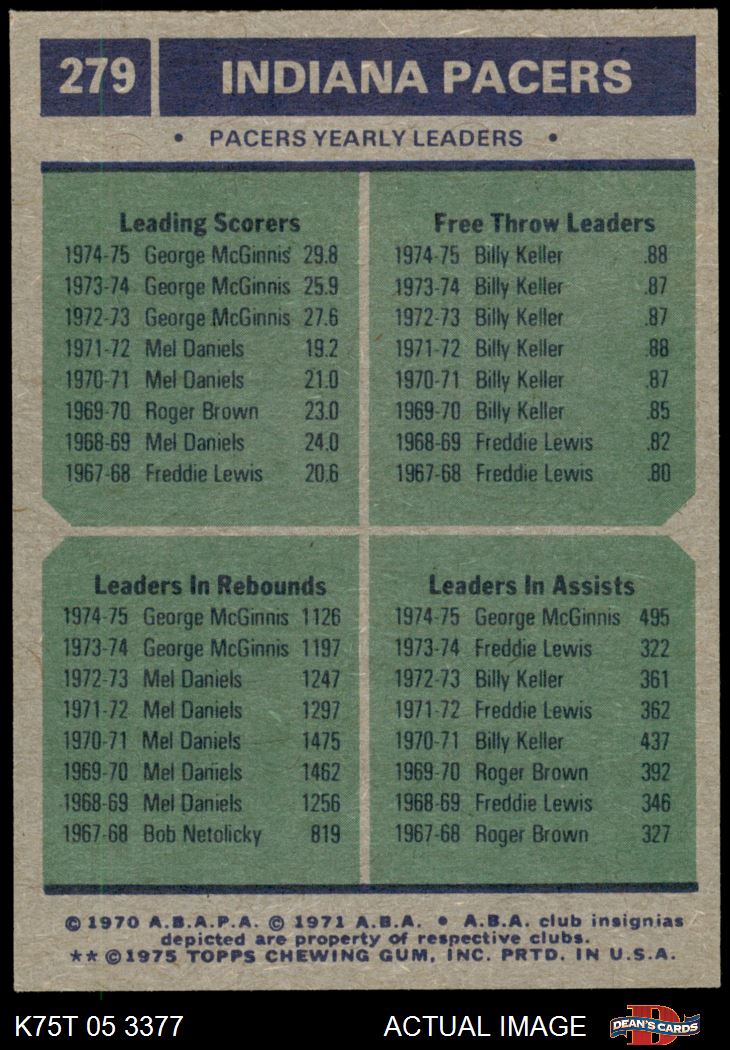 279 INDIANA PACERS
• PACERS YEARLY LEADERS •
Leading Scorers
1974-75 George McGinnis 29.8
1973-74 George McGinnis 25.9
1972-73 George McGinnis 27.6
1971-72 Mel Daniels 19.2
1970-71 Mel Daniels 21.0
1969-70 Roger Brown 23.0
1968-69 Mel Daniels 24.0
1967-68 Freddie Lewis 20.6
Free Throw Leaders
1974-75 Billy Keller .88
1973-74 Billy Keller .87
1972-73 Billy Keller .87
1971-72 Billy Keller .88
1970-71 Billy Keller .87
1969-70 Billy Keller .85
1968-69 Freddie Lewis .82
1967-68 Freddie Lewis .80
Leaders In Rebounds
1974-75 George McGinnis 1126
1973-74 George McGinnis 1197
1972-73 Mel Daniels 1247
1971-72 Mel Daniels 1297
1970-71 Mel Daniels 1475
1969-70 Mel Daniels 1462
1968-69 Mel Daniels 1256
1967-68 Bob Netolicky 819
Leaders In Assists
1974-75 George McGinnis 495
1973-74 Freddie Lewis 322
1972-73 Billy Keller 361
1971-72 Freddie Lewis 362
1970-71 Billy Keller 437
1969-70 Roger Brown 392
1968-69 Freddie Lewis 346
1967-68 Roger Brown 327
© 1970 A.B.A.P.A. © 1971 A.B.A. • A.B.A. club insignias
depicted are property of respective clubs.
** © 1975 TOPPS CHEWING GUM, INC. PRTD. IN U.S.A.
K75T 05 3377 ACTUAL IMAGE D DEAN'S CARDS